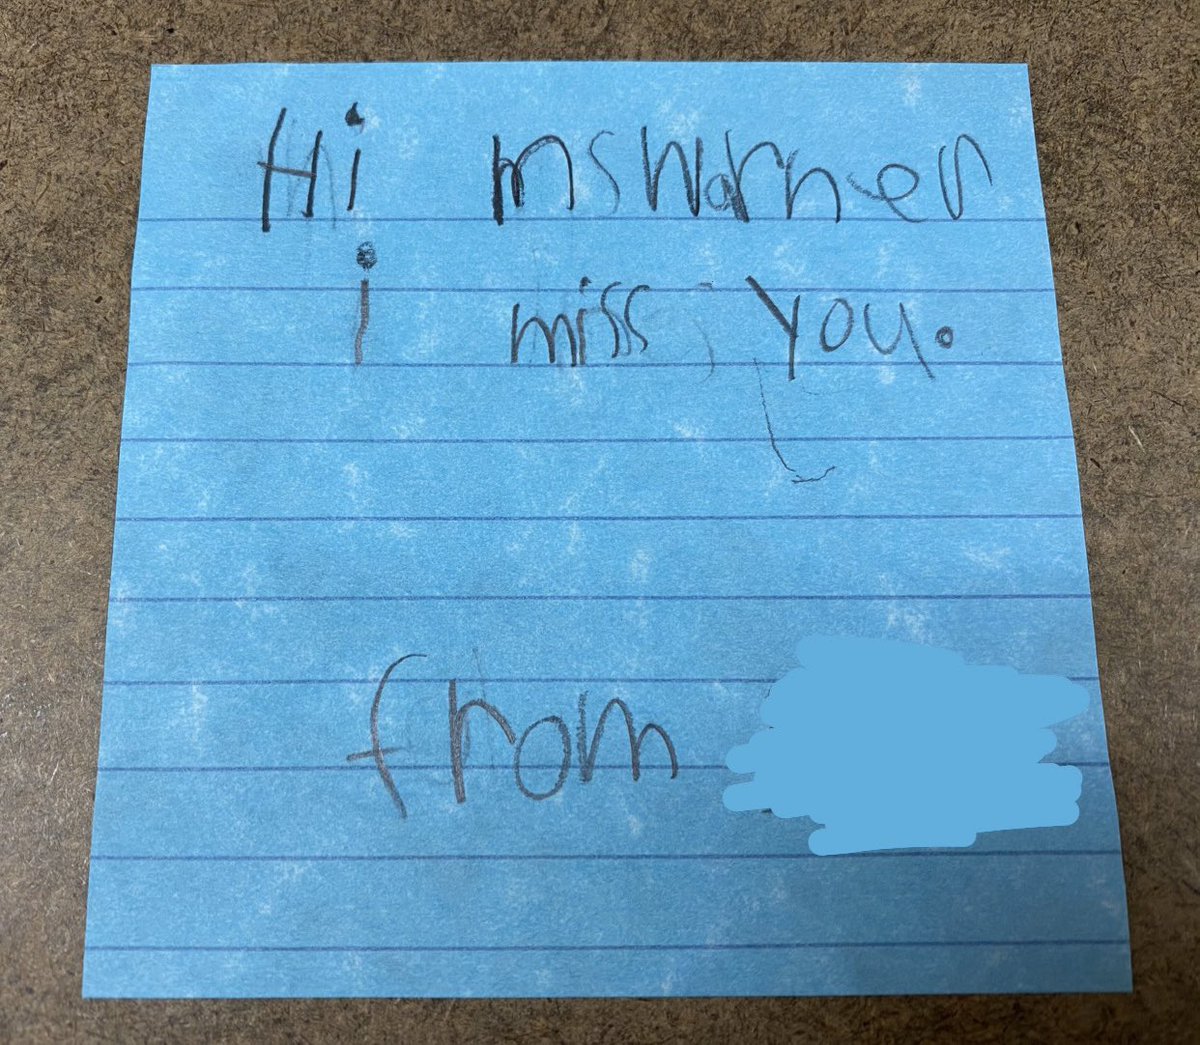 Hi mswarner
i miss you.
from